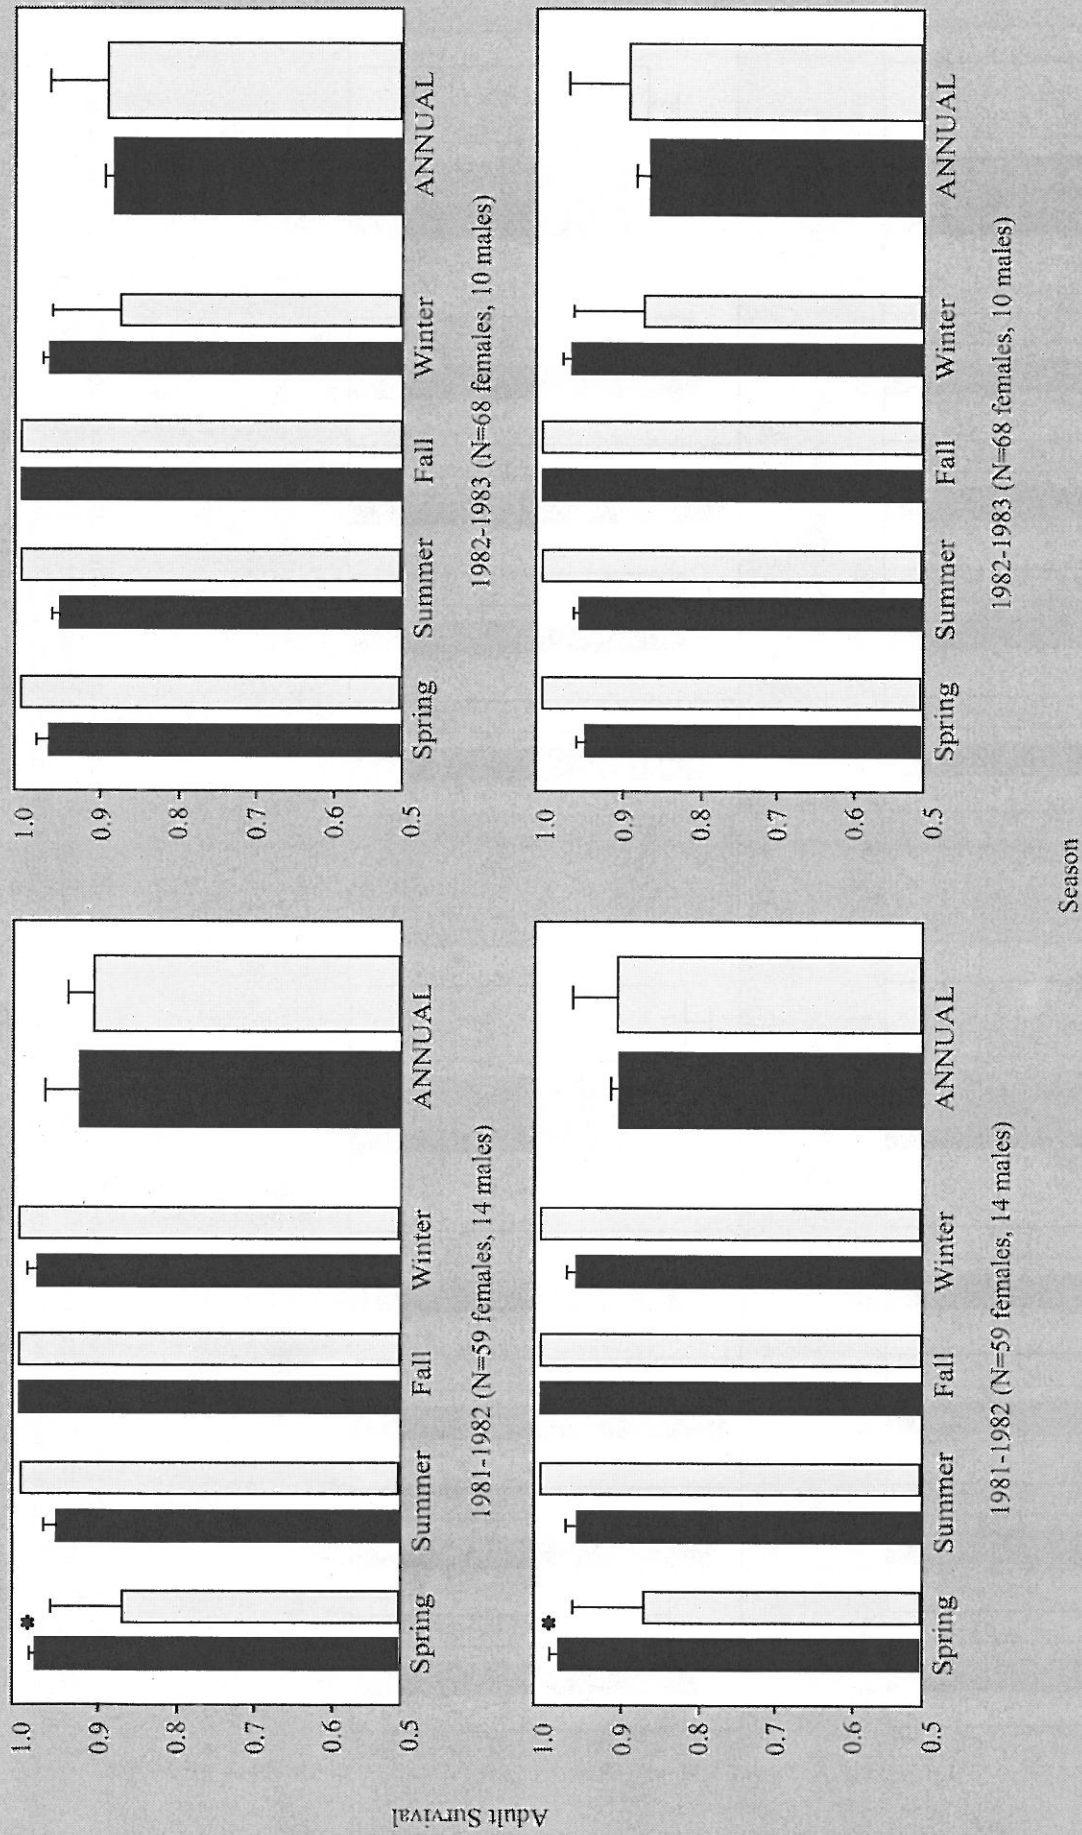 Adult Survival
1.0
0.9
0.8
0.7
0.6
0.5
*
Spring Summer Fall Winter ANNUAL
1981-1982 (N=59 females, 14 males)
1.0
0.9
0.8
0.7
0.6
0.5
Spring Summer Fall Winter ANNUAL
1982-1983 (N=68 females, 10 males)
1.0
0.9
0.8
0.7
0.6
0.5
*
Spring Summer Fall Winter ANNUAL
1981-1982 (N=59 females, 14 males)
1.0
0.9
0.8
0.7
0.6
0.5
Spring Summer Fall Winter ANNUAL
1982-1983 (N=68 females, 10 males)
Season